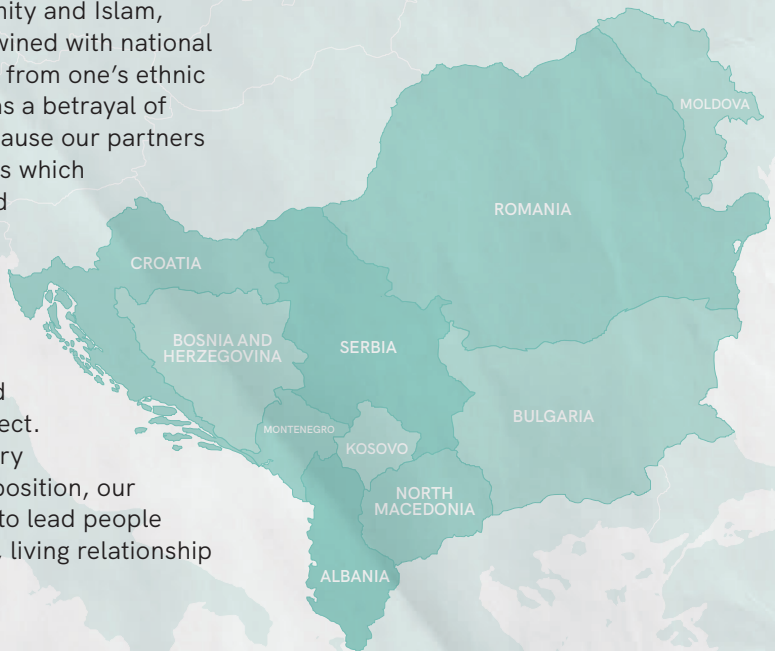 nity and Islam,
wined with national
from one's ethnic
as a betrayal of
ause our partners
s which
d
d
ect.
ry
position, our
to lead people
, living relationship
MOLDOVA
ROMANIA
CROATIA
BOSNIA AND
HERZEGOVINA
SERBIA
BULGARIA
MONTENEGRO
KOSOVO
NORTH
MACEDONIA
ALBANIA